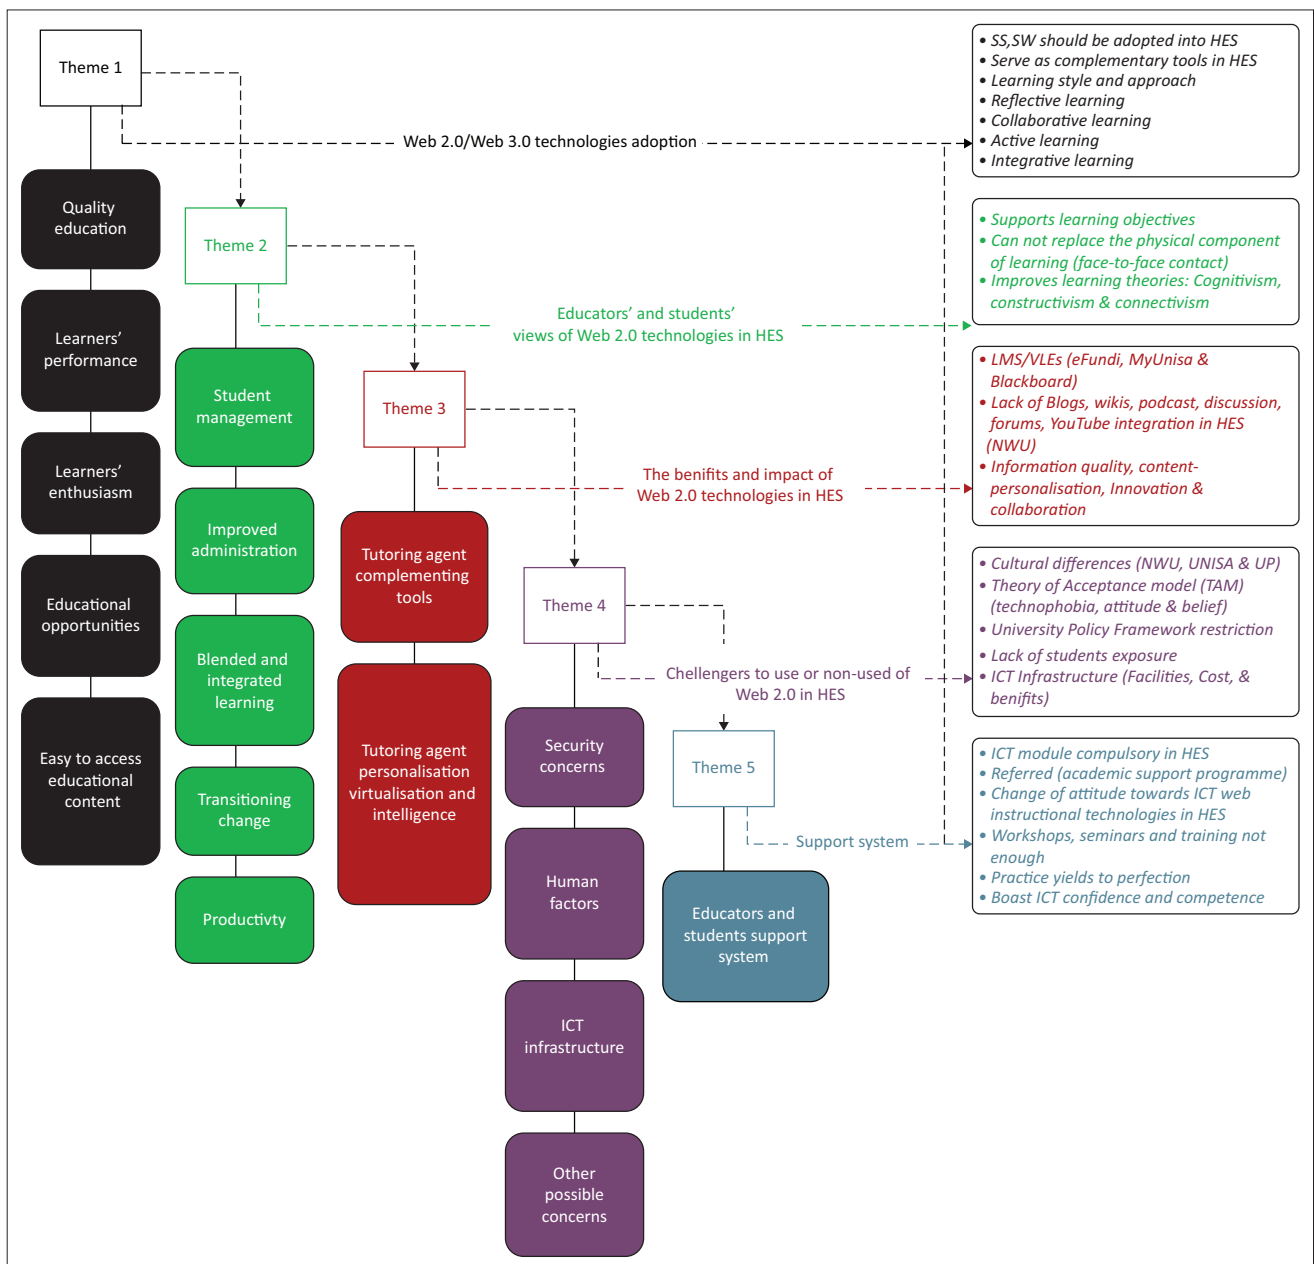 Theme 1
Quality
education
Learners'
performance
Learners'
enthusiasm
Educational
opportunities
Easy to access
educational
content
Web 2.0/Web 3.0 technologies adoption
• SS,SW should be adopted into HES
• Serve as complementary tools in HES
• Learning style and approach
• Reflective learning
• Collaborative learning
• Active learning
• Integrative learning
Theme 2
Student
management
Improved
administration
Blended and
integrated
learning
Transitioning
change
Productivty
Educators' and students'
views of Web 2.0 technologies in HES
• Supports learning objectives
• Can not replace the physical component
of learning (face-to-face contact)
• Improves learning theories: Cognitivism,
constructivism & connectivism
Theme 3
Tutoring agent
complementing
tools
Tutoring agent
personalisation
virtualisation and
intelligence
The benifits and impact of
Web 2.0 technologies in HES
• LMS/VLEs (eFundi, MyUnisa &
Blackboard)
• Lack of Blogs, wikis, podcast, discussion,
forums, YouTube integration in HES
(NWU)
• Information quality, content-
personalisation, Innovation &
collaboration
Theme 4
Security
concerns
Human
factors
ICT
infrastructure
Other
possible
concerns
Chellengers to use or non-used of
Web 2.0 in HES
• Cultural differences (NWU, UNISA & UP)
• Theory of Acceptance model (TAM)
(technophobia, attitude & belief)
• University Policy Framework restriction
• Lack of students exposure
• ICT Infrastructure (Facilities, Cost, &
benifits)
Theme 5
Educators and
students support
system
Support system
• ICT module compulsory in HES
• Referred (academic support programme)
• Change of attitude towards ICT web
instructional technologies in HES
• Workshops, seminars and training not
enough
• Practice yields to perfection
• Boast ICT confidence and competence